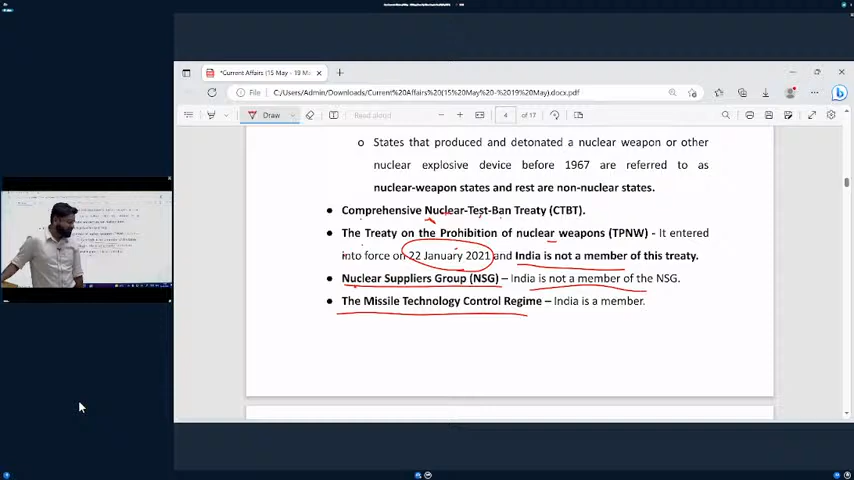 *Current Affairs (15 May - 19 M
File
C:/Users/Admin/Downloads/Current%20Affairs%20(15%20May%20-%2019%20May).docx.pdf
Draw
Read aloud
4
of 17
o States that produced and detonated a nuclear weapon or other
nuclear explosive device before 1967 are referred to as
nuclear-weapon states and rest are non-nuclear states.
• Comprehensive Nuclear-Test-Ban Treaty (CTBT).
• The Treaty on the Prohibition of nuclear weapons (TPNW) - It entered
into force on 22 January 2021 and India is not a member of this treaty.
• Nuclear Suppliers Group (NSG) – India is not a member of the NSG.
• The Missile Technology Control Regime – India is a member.